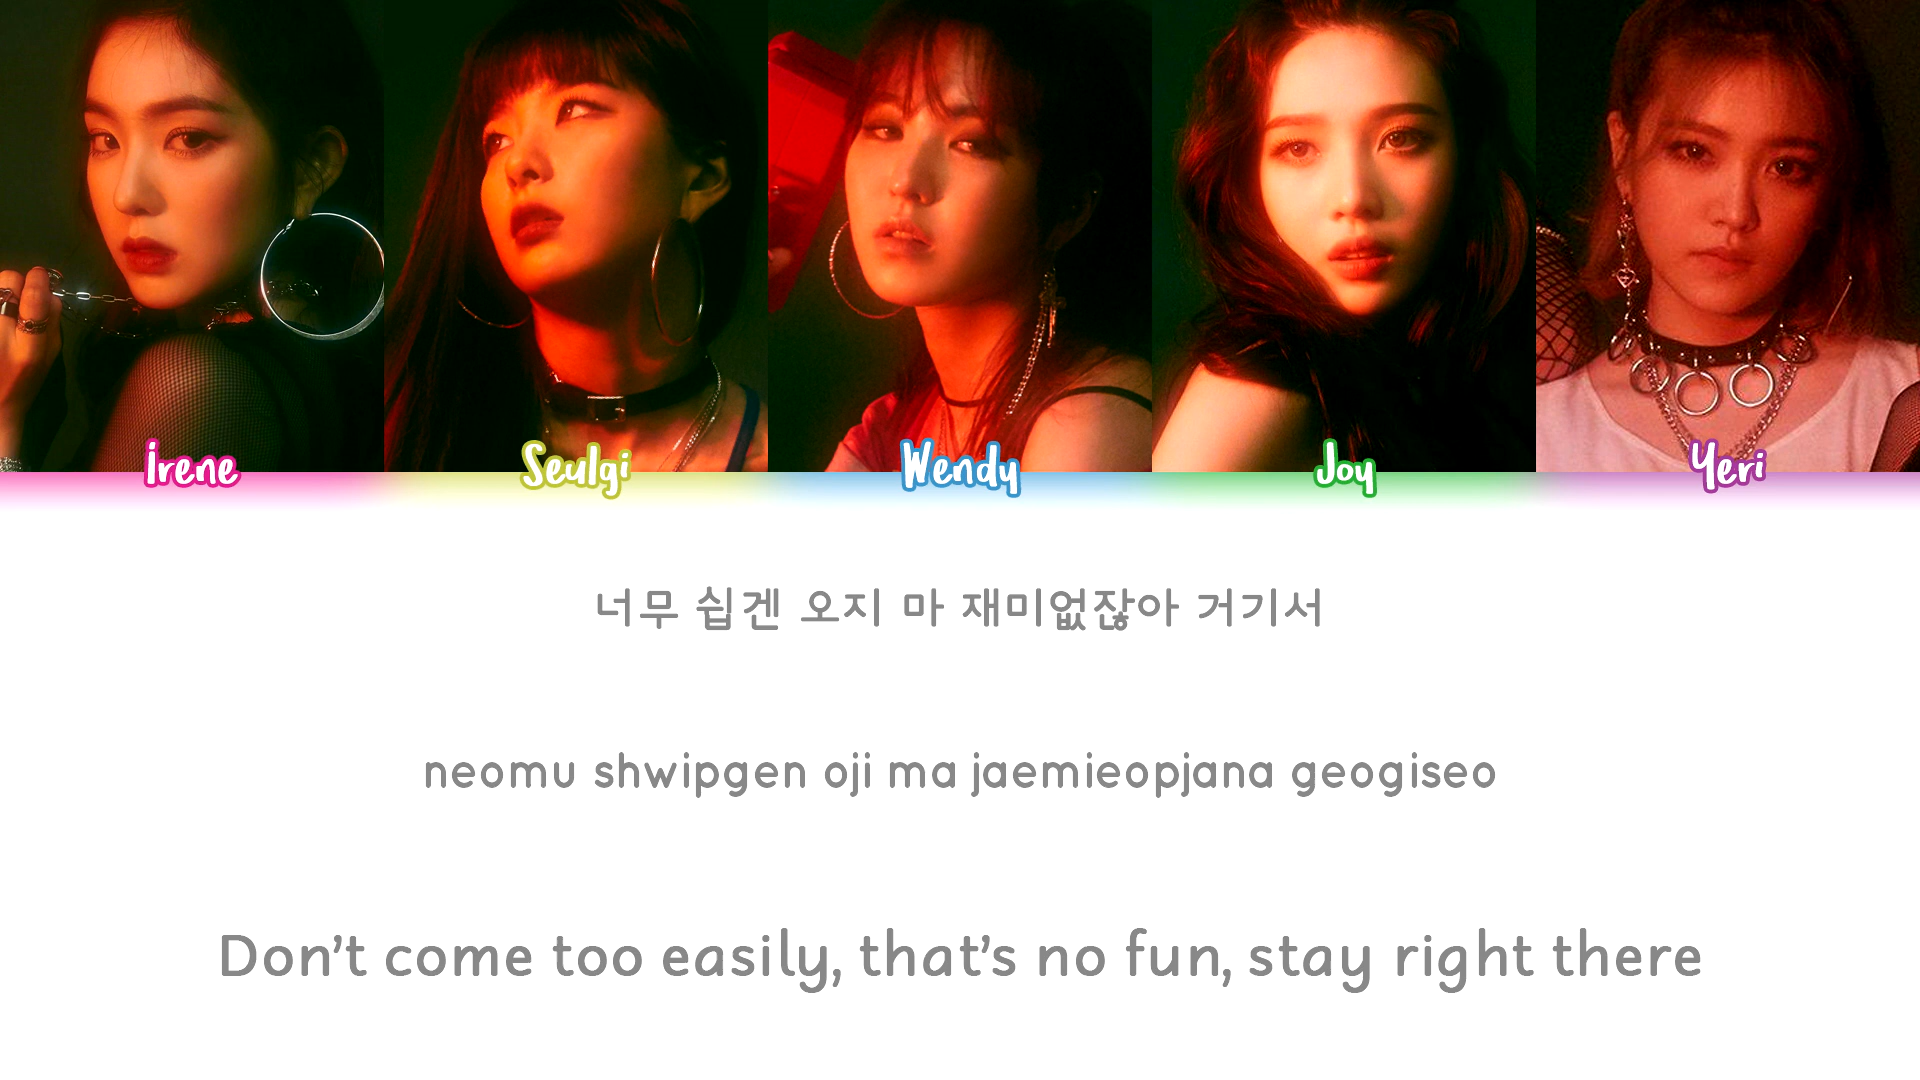 Irene Seulgi Wendy Joy Yeri
너무 쉽겐 오지 마 재미없잖아 거기서
neomu shwipgen oji ma jaemieopjana geogiseo
Don't come too easily, that's no fun, stay right there